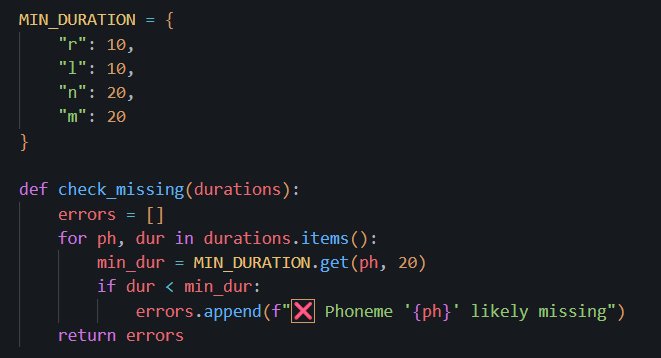 MIN_DURATION = {
    "r": 10,
    "l": 10,
    "n": 20,
    "m": 20
}

def check_missing(durations):
    errors = []
    for ph, dur in durations.items():
        min_dur = MIN_DURATION.get(ph, 20)
        if dur < min_dur:
            errors.append(f"❌ Phoneme '{ph}' likely missing")
    return errors